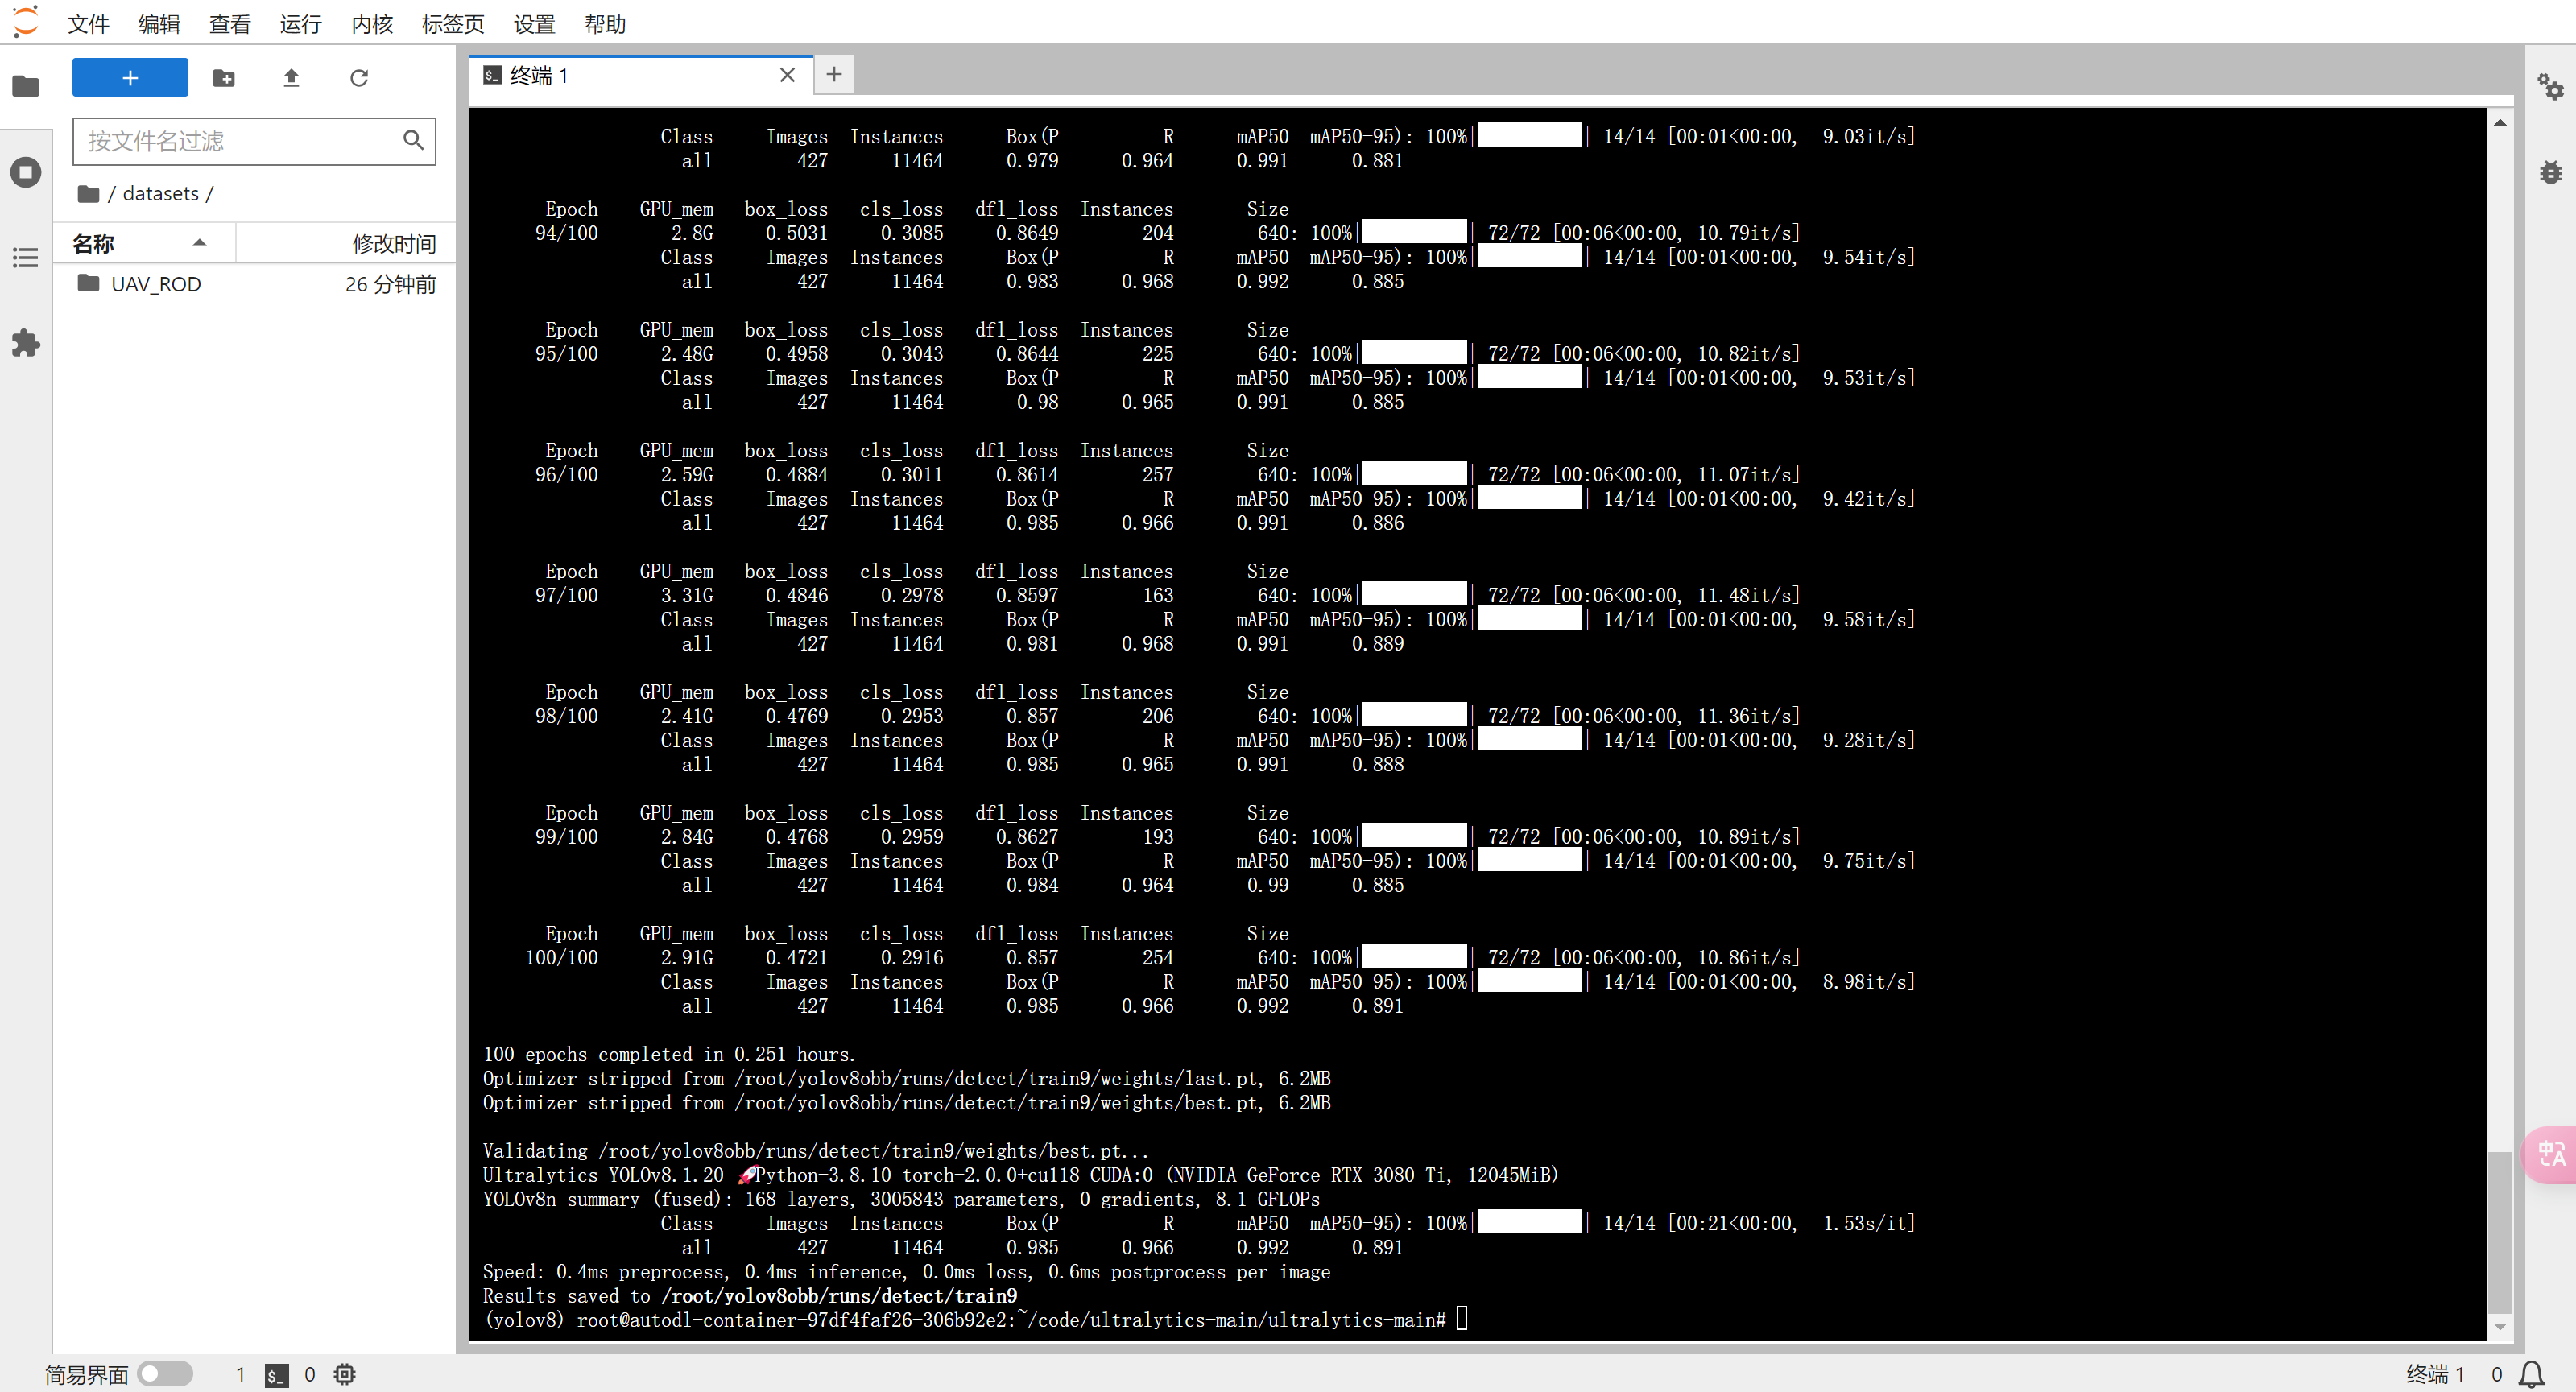 文件 编辑 查看 运行 内核 标签页 设置 帮助
+
按文件名过滤
/ datasets /
名称 修改时间
UAV_ROD 26 分钟前
终端 1
Class Images Instances Box(P R mAP50 mAP50-95): 100%| | 14/14 [00:01<00:00, 9.03it/s]
all 427 11464 0.979 0.964 0.991 0.881
Epoch GPU_mem box_loss cls_loss dfl_loss Instances Size
94/100 2.8G 0.5031 0.3085 0.8649 204 640: 100%| | 72/72 [00:06<00:00, 10.79it/s]
Class Images Instances Box(P R mAP50 mAP50-95): 100%| | 14/14 [00:01<00:00, 9.54it/s]
all 427 11464 0.983 0.968 0.992 0.885
Epoch GPU_mem box_loss cls_loss dfl_loss Instances Size
95/100 2.48G 0.4958 0.3043 0.8644 225 640: 100%| | 72/72 [00:06<00:00, 10.82it/s]
Class Images Instances Box(P R mAP50 mAP50-95): 100%| | 14/14 [00:01<00:00, 9.53it/s]
all 427 11464 0.98 0.965 0.991 0.885
Epoch GPU_mem box_loss cls_loss dfl_loss Instances Size
96/100 2.59G 0.4884 0.3011 0.8614 257 640: 100%| | 72/72 [00:06<00:00, 11.07it/s]
Class Images Instances Box(P R mAP50 mAP50-95): 100%| | 14/14 [00:01<00:00, 9.42it/s]
all 427 11464 0.985 0.966 0.991 0.886
Epoch GPU_mem box_loss cls_loss dfl_loss Instances Size
97/100 3.31G 0.4846 0.2978 0.8597 163 640: 100%| | 72/72 [00:06<00:00, 11.48it/s]
Class Images Instances Box(P R mAP50 mAP50-95): 100%| | 14/14 [00:01<00:00, 9.58it/s]
all 427 11464 0.981 0.968 0.991 0.889
Epoch GPU_mem box_loss cls_loss dfl_loss Instances Size
98/100 2.41G 0.4769 0.2953 0.857 206 640: 100%| | 72/72 [00:06<00:00, 11.36it/s]
Class Images Instances Box(P R mAP50 mAP50-95): 100%| | 14/14 [00:01<00:00, 9.28it/s]
all 427 11464 0.985 0.965 0.991 0.888
Epoch GPU_mem box_loss cls_loss dfl_loss Instances Size
99/100 2.84G 0.4768 0.2959 0.8627 193 640: 100%| | 72/72 [00:06<00:00, 10.89it/s]
Class Images Instances Box(P R mAP50 mAP50-95): 100%| | 14/14 [00:01<00:00, 9.75it/s]
all 427 11464 0.984 0.964 0.99 0.885
Epoch GPU_mem box_loss cls_loss dfl_loss Instances Size
100/100 2.91G 0.4721 0.2916 0.857 254 640: 100%| | 72/72 [00:06<00:00, 10.86it/s]
Class Images Instances Box(P R mAP50 mAP50-95): 100%| | 14/14 [00:01<00:00, 8.98it/s]
all 427 11464 0.985 0.966 0.992 0.891
100 epochs completed in 0.251 hours.
Optimizer stripped from /root/yolov8obb/runs/detect/train9/weights/last.pt, 6.2MB
Optimizer stripped from /root/yolov8obb/runs/detect/train9/weights/best.pt, 6.2MB
Validating /root/yolov8obb/runs/detect/train9/weights/best.pt...
Ultralytics YOLOv8.1.20 🚀Python-3.8.10 torch-2.0.0+cu118 CUDA:0 (NVIDIA GeForce RTX 3080 Ti, 12045MiB)
YOLOv8n summary (fused): 168 layers, 3005843 parameters, 0 gradients, 8.1 GFLOPs
Class Images Instances Box(P R mAP50 mAP50-95): 100%| | 14/14 [00:21<00:00, 1.53s/it]
all 427 11464 0.985 0.966 0.992 0.891
Speed: 0.4ms preprocess, 0.4ms inference, 0.0ms loss, 0.6ms postprocess per image
Results saved to /root/yolov8obb/runs/detect/train9
(yolov8) root@autodl-container-97df4faf26-306b92e2:~/code/ultralytics-main/ultralytics-main#
中A
简易界面 1 $_ 0 终端 1 0